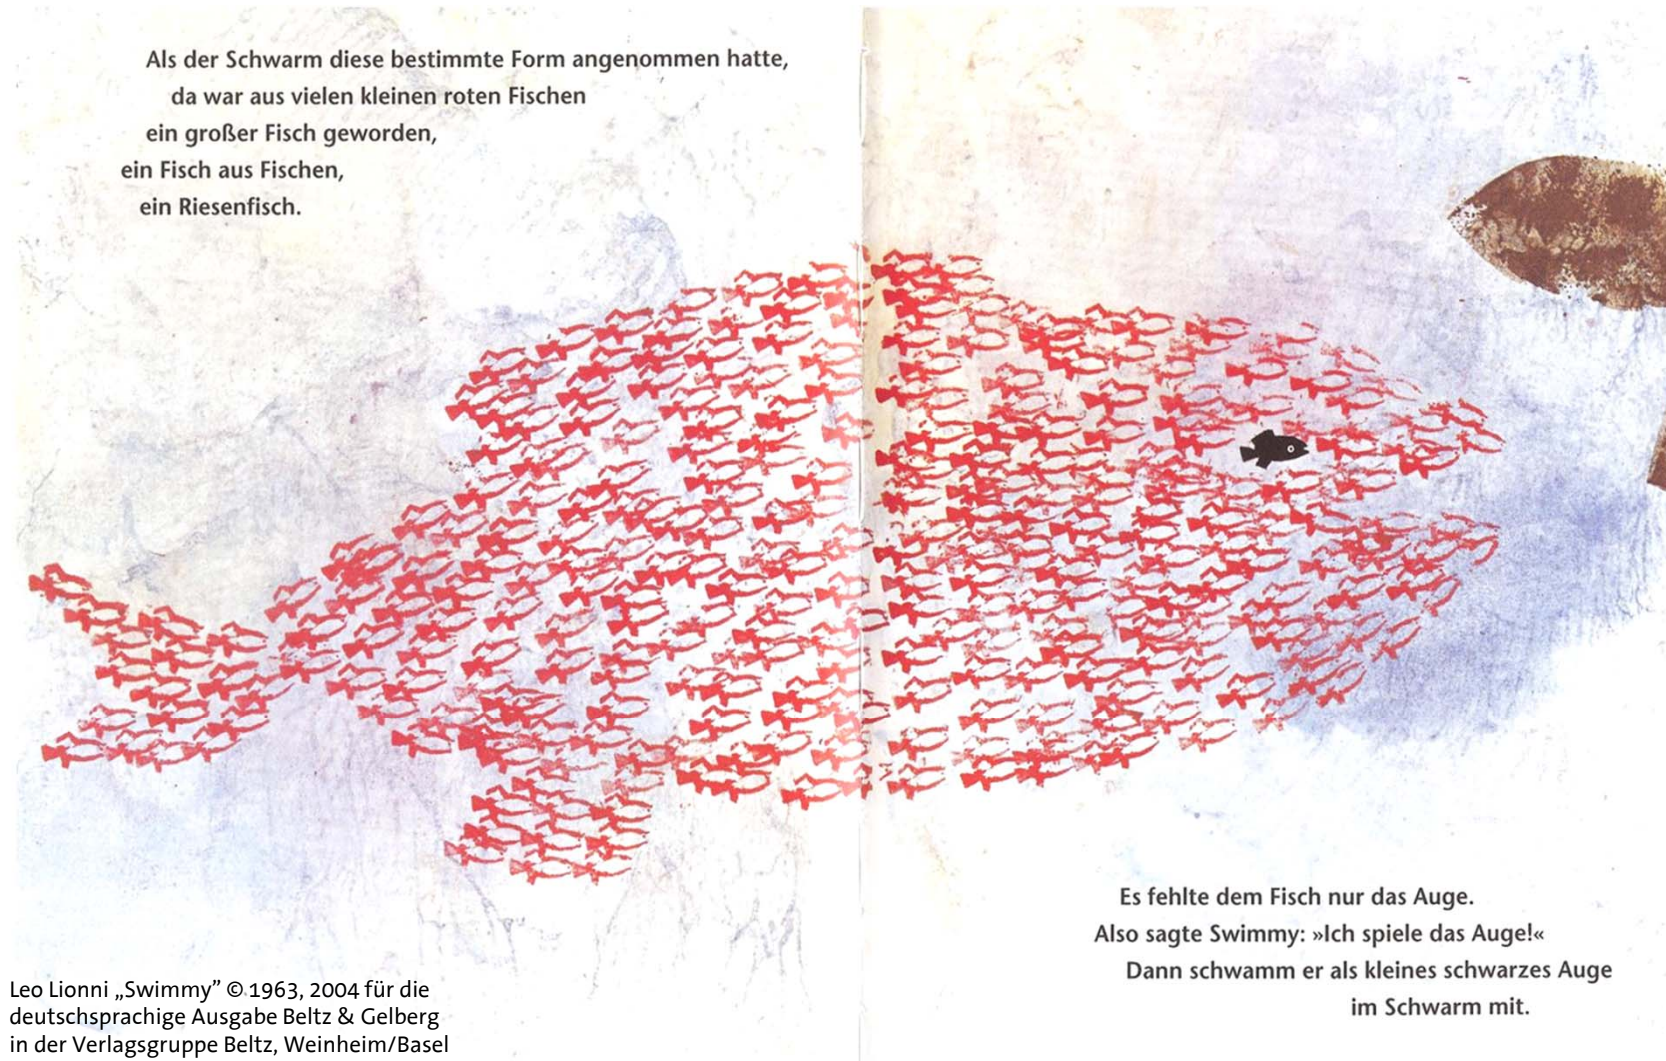 Als der Schwarm diese bestimmte Form angenommen hatte,
da war aus vielen kleinen roten Fischen
ein großer Fisch geworden,
ein Fisch aus Fischen,
ein Riesenfisch.
Es fehlte dem Fisch nur das Auge.
Also sagte Swimmy: »Ich spiele das Auge!«
Dann schwamm er als kleines schwarzes Auge
im Schwarm mit.
Leo Lionni „Swimmy” © 1963, 2004 für die
deutschsprachige Ausgabe Beltz & Gelberg
in der Verlagsgruppe Beltz, Weinheim/Basel